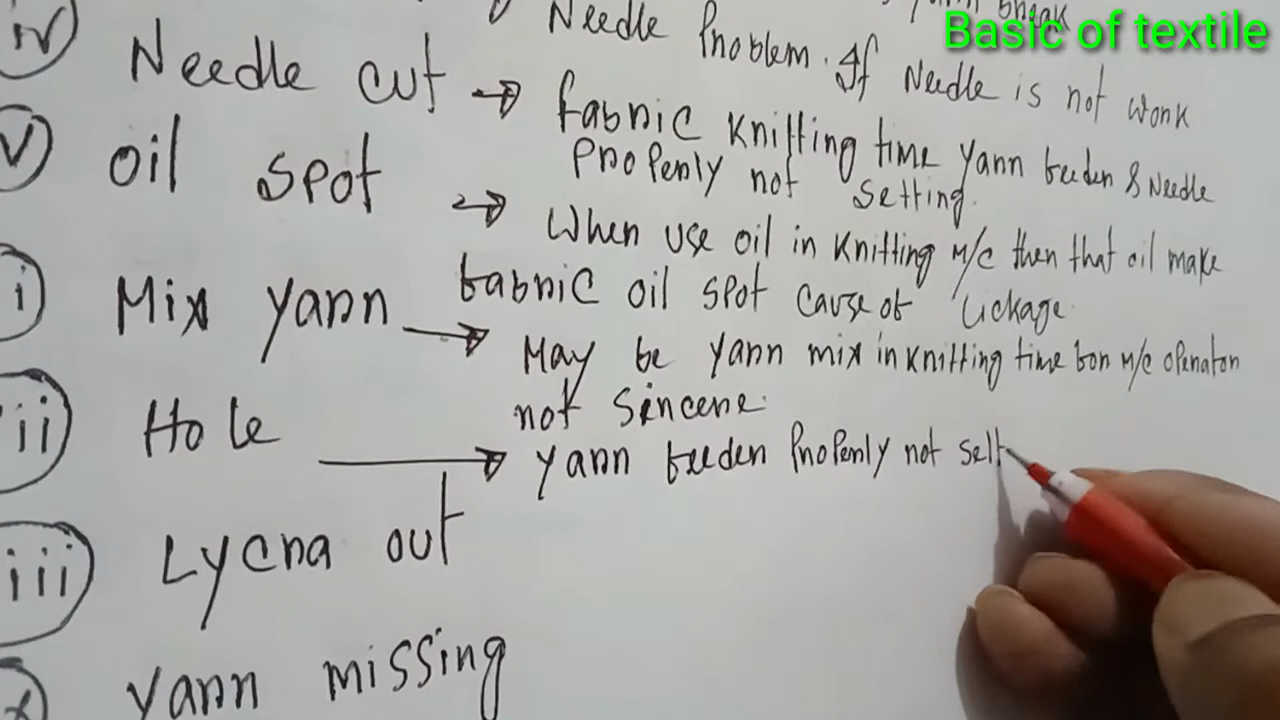 Basic of textile
yarn break
Needle Problem. If Needle is not work
iv Needle cut → fabric knitting time yarn feeder & Needle
Properly not setting.
v oil spot → When use oil in knitting m/c then that oil make
fabric oil spot cause of lickage
i Mix yarn → May be yarn mix in knitting time for m/c operator
not sincere.
ii Hole → yarn feeder Properly not sett
iii Lycra out
x yarn missing